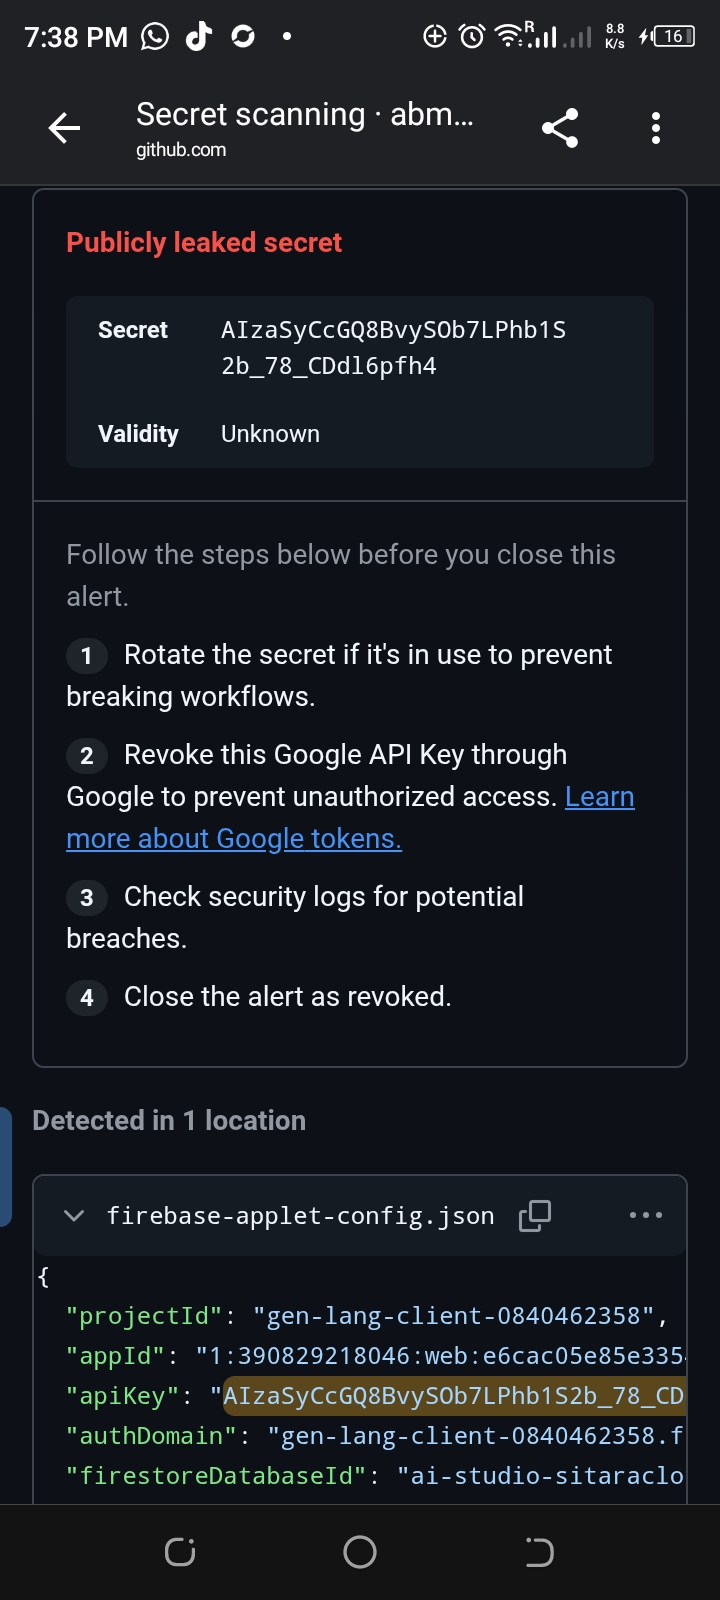 7:38 PM
R
8.8
K/s
16
Secret scanning · abm...
github.com
Publicly leaked secret
Secret
AIzaSyCcGQ8BvySOb7LPhb1S
2b_78_CDdl6pfh4
Validity
Unknown
Follow the steps below before you close this
alert.
1 Rotate the secret if it's in use to prevent
breaking workflows.
2 Revoke this Google API Key through
Google to prevent unauthorized access. Learn
more about Google tokens.
3 Check security logs for potential
breaches.
4 Close the alert as revoked.
Detected in 1 location
firebase-applet-config.json
{
"projectId": "gen-lang-client-0840462358",
"appId": "1:390829218046:web:e6cac05e85e335
"apiKey": "AIzaSyCcGQ8BvySOb7LPhb1S2b_78_CD
"authDomain": "gen-lang-client-0840462358.f
"firestoreDatabaseId": "ai-studio-sitaraclo